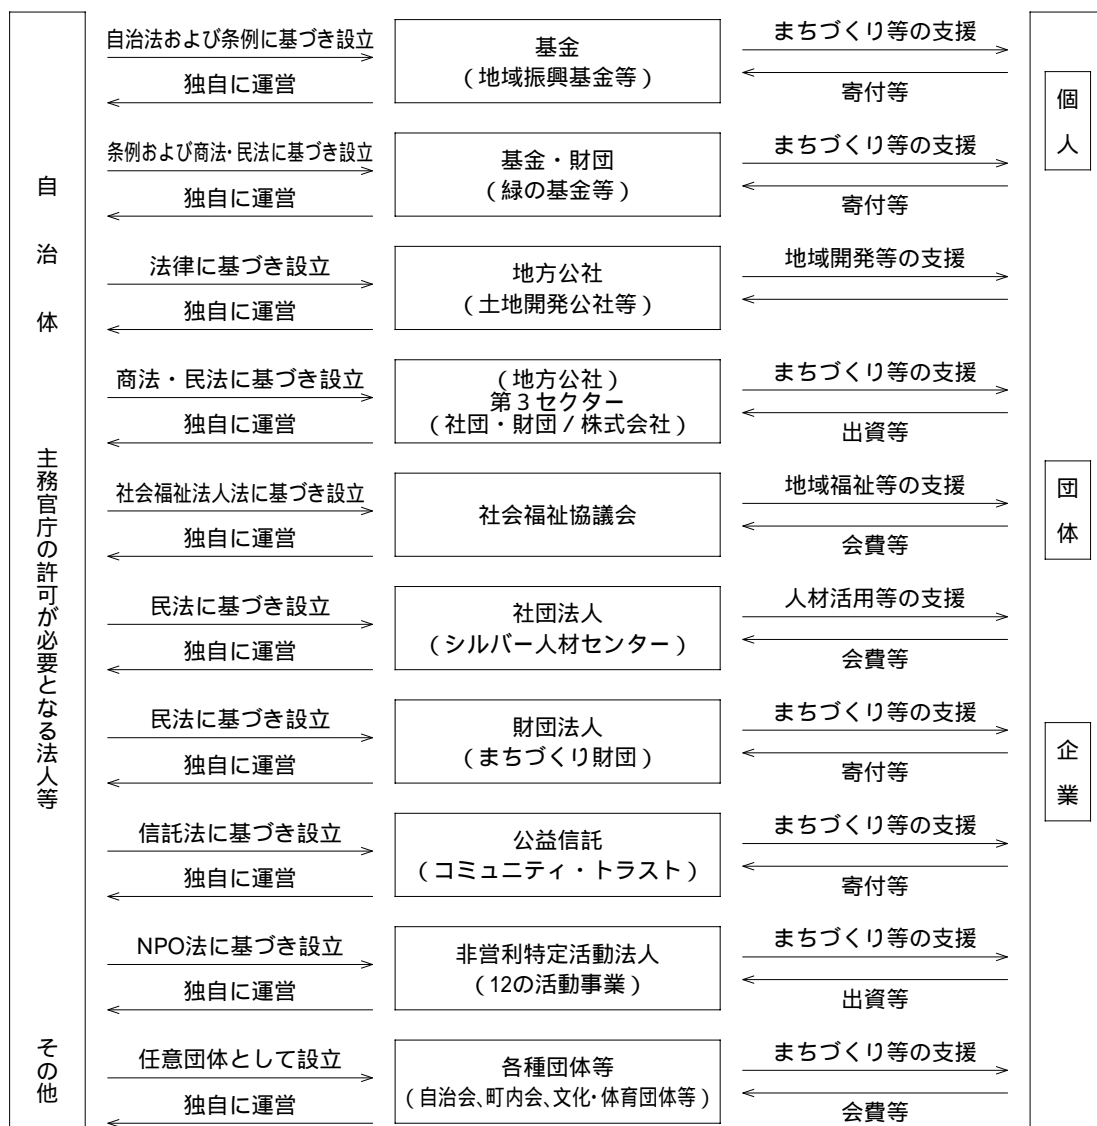 自治体
主務官庁の許可が必要となる法人等
その他
自治法および条例に基づき設立
独自に運営
基金
（地域振興基金等）
まちづくり等の支援
寄付等
条例および商法・民法に基づき設立
独自に運営
基金・財団
（緑の基金等）
まちづくり等の支援
寄付等
法律に基づき設立
独自に運営
地方公社
（土地開発公社等）
地域開発等の支援
商法・民法に基づき設立
独自に運営
（地方公社）
第３セクター
（社団・財団／株式会社）
まちづくり等の支援
出資等
社会福祉法人法に基づき設立
独自に運営
社会福祉協議会
地域福祉等の支援
会費等
民法に基づき設立
独自に運営
社団法人
（シルバー人材センター）
人材活用等の支援
会費等
民法に基づき設立
独自に運営
財団法人
（まちづくり財団）
まちづくり等の支援
寄付等
信託法に基づき設立
独自に運営
公益信託
（コミュニティ・トラスト）
まちづくり等の支援
寄付等
NPO法に基づき設立
独自に運営
非営利特定活動法人
（12の活動事業）
まちづくり等の支援
出資等
任意団体として設立
独自に運営
各種団体等
（自治会、町内会、文化・体育団体等）
まちづくり等の支援
会費等
個人
団体
企業